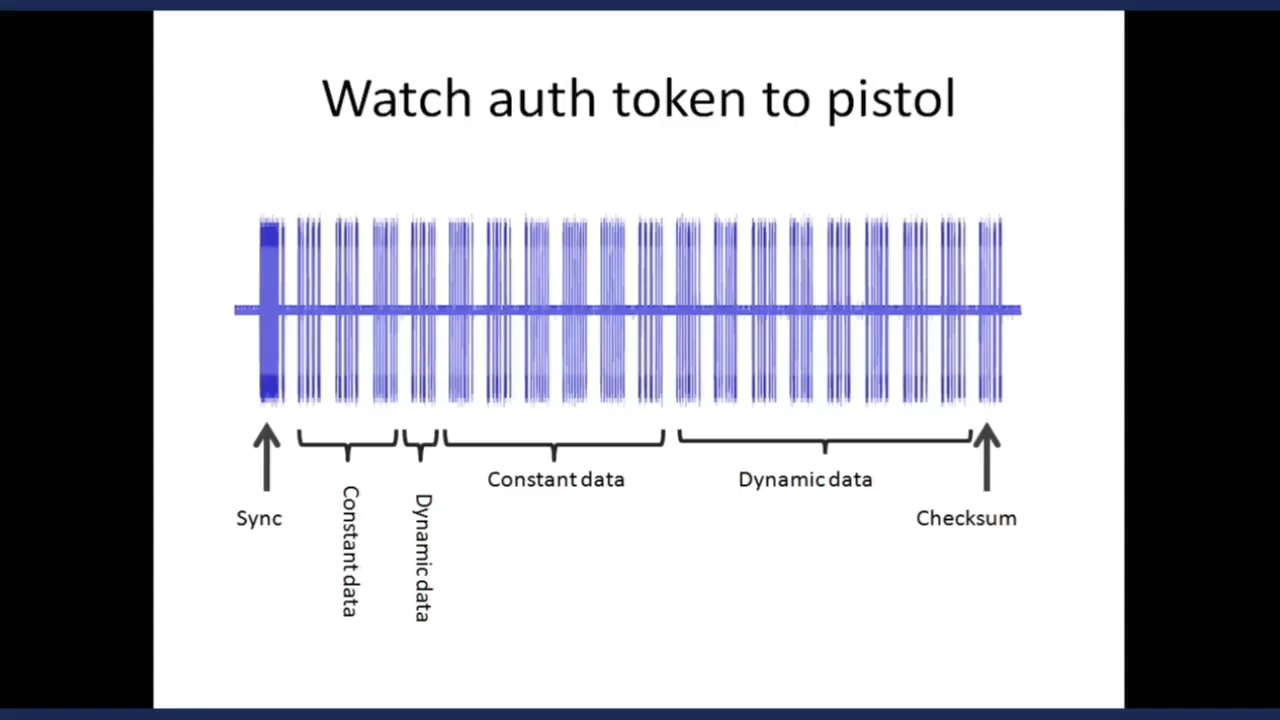 Watch auth token to pistol
Constant data
Dynamic data
Sync
Checksum
Constant data
Dynamic data